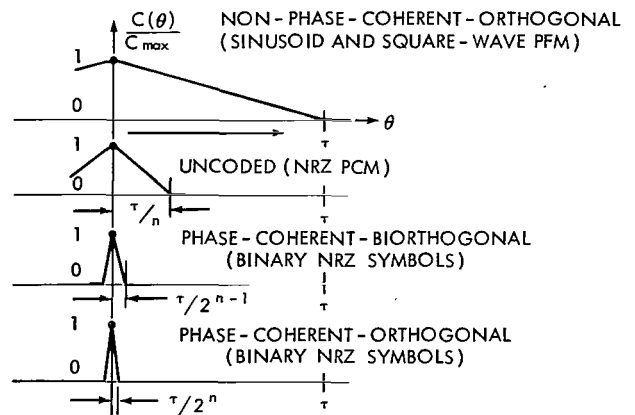 C(θ)
Cmax
NON-PHASE-COHERENT-ORTHOGONAL
(SINUSOID AND SQUARE-WAVE PFM)
1
0
θ
τ
1
UNCODED (NRZ PCM)
0
τ/n
τ
1
PHASE-COHERENT-BIORTHOGONAL
(BINARY NRZ SYMBOLS)
0
τ/2^n-1
τ
1
PHASE-COHERENT-ORTHOGONAL
(BINARY NRZ SYMBOLS)
0
τ/2^n
τ